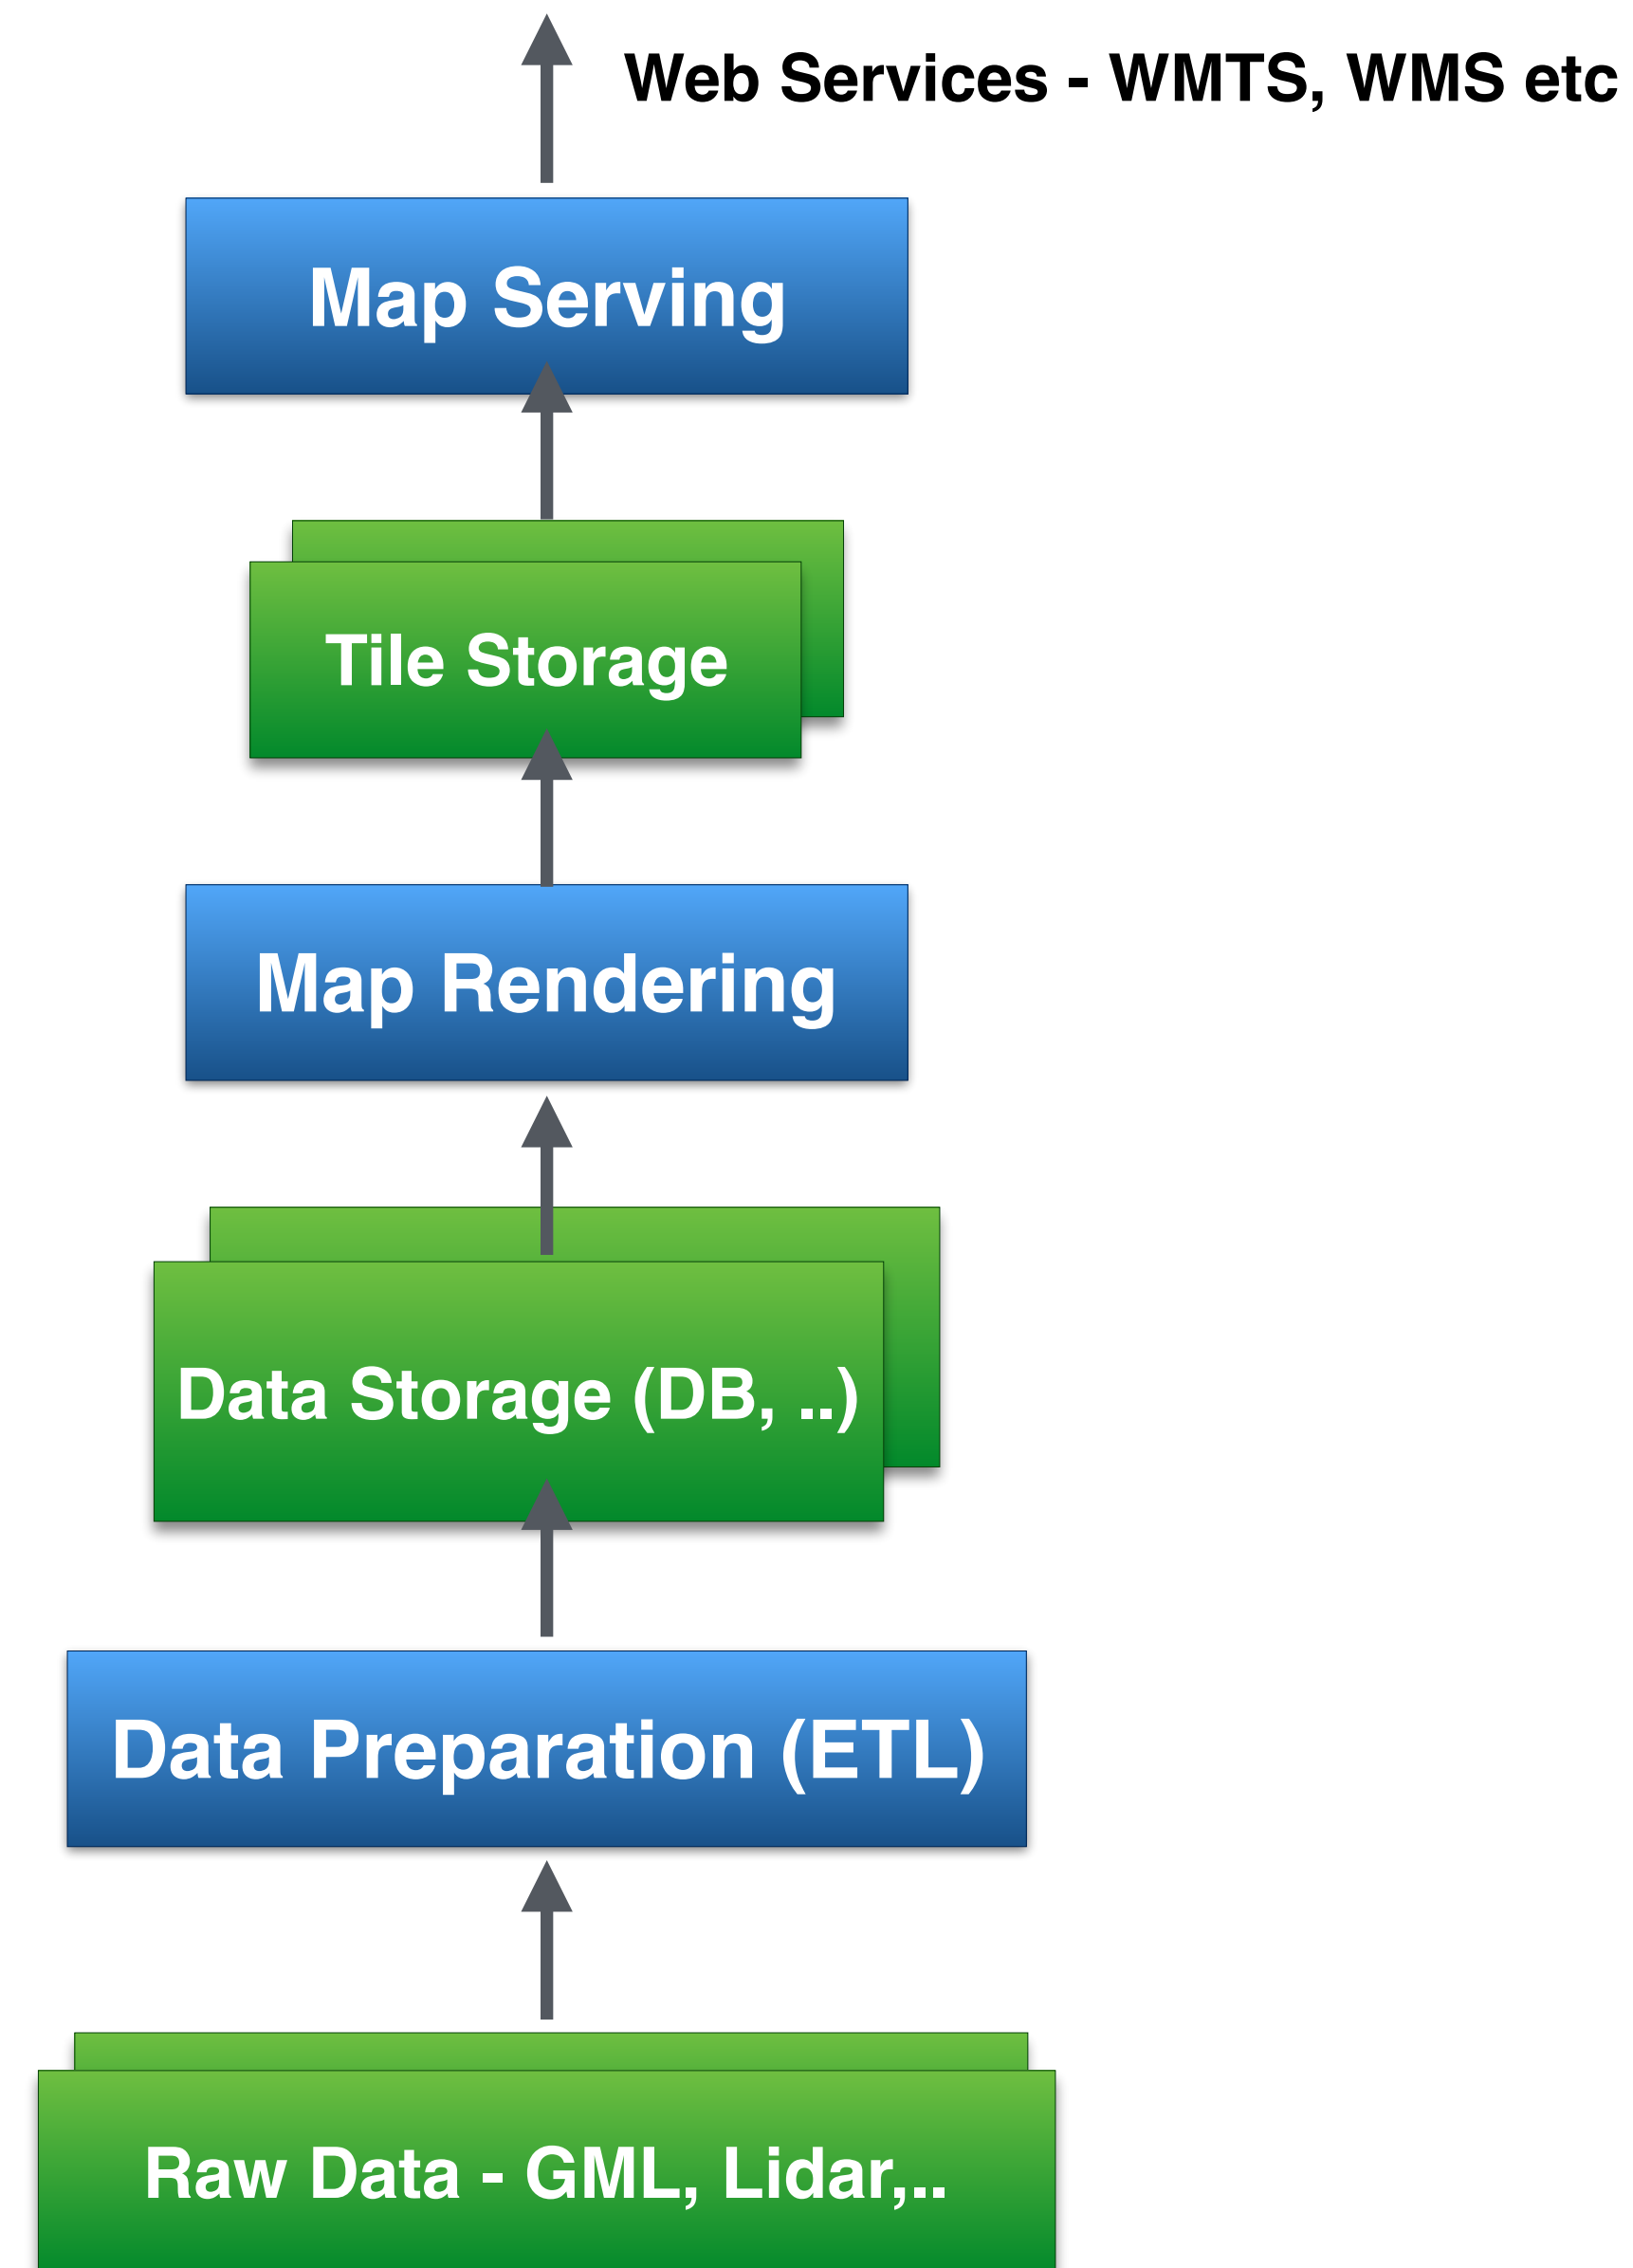 Web Services - WMTS, WMS etc
Map Serving
Tile Storage
Map Rendering
Data Storage (DB, ..)
Data Preparation (ETL)
Raw Data - GML, Lidar,..